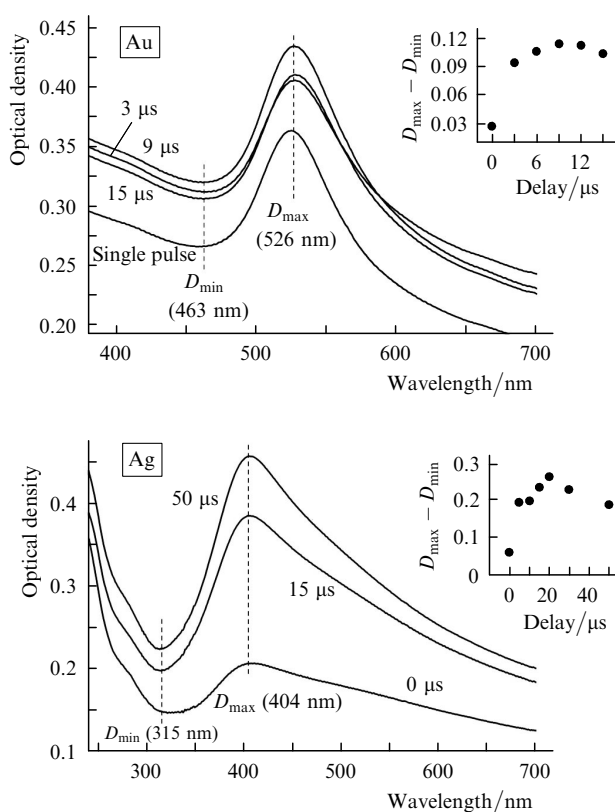 Optical density
0.45
0.40
0.35
0.30
0.25
0.20
Au
3 μs
9 μs
15 μs
Single pulse
D_min
(463 nm)
D_max
(526 nm)
400
500
600
700
Wavelength/nm
D_max − D_min
0.12
0.09
0.06
0.03
0
6
12
Delay/μs
Optical density
0.4
0.3
0.2
0.1
Ag
50 μs
15 μs
0 μs
D_max (404 nm)
D_min (315 nm)
300
400
500
600
700
Wavelength/nm
D_max − D_min
0.3
0.2
0.1
0
0
20
40
Delay/μs